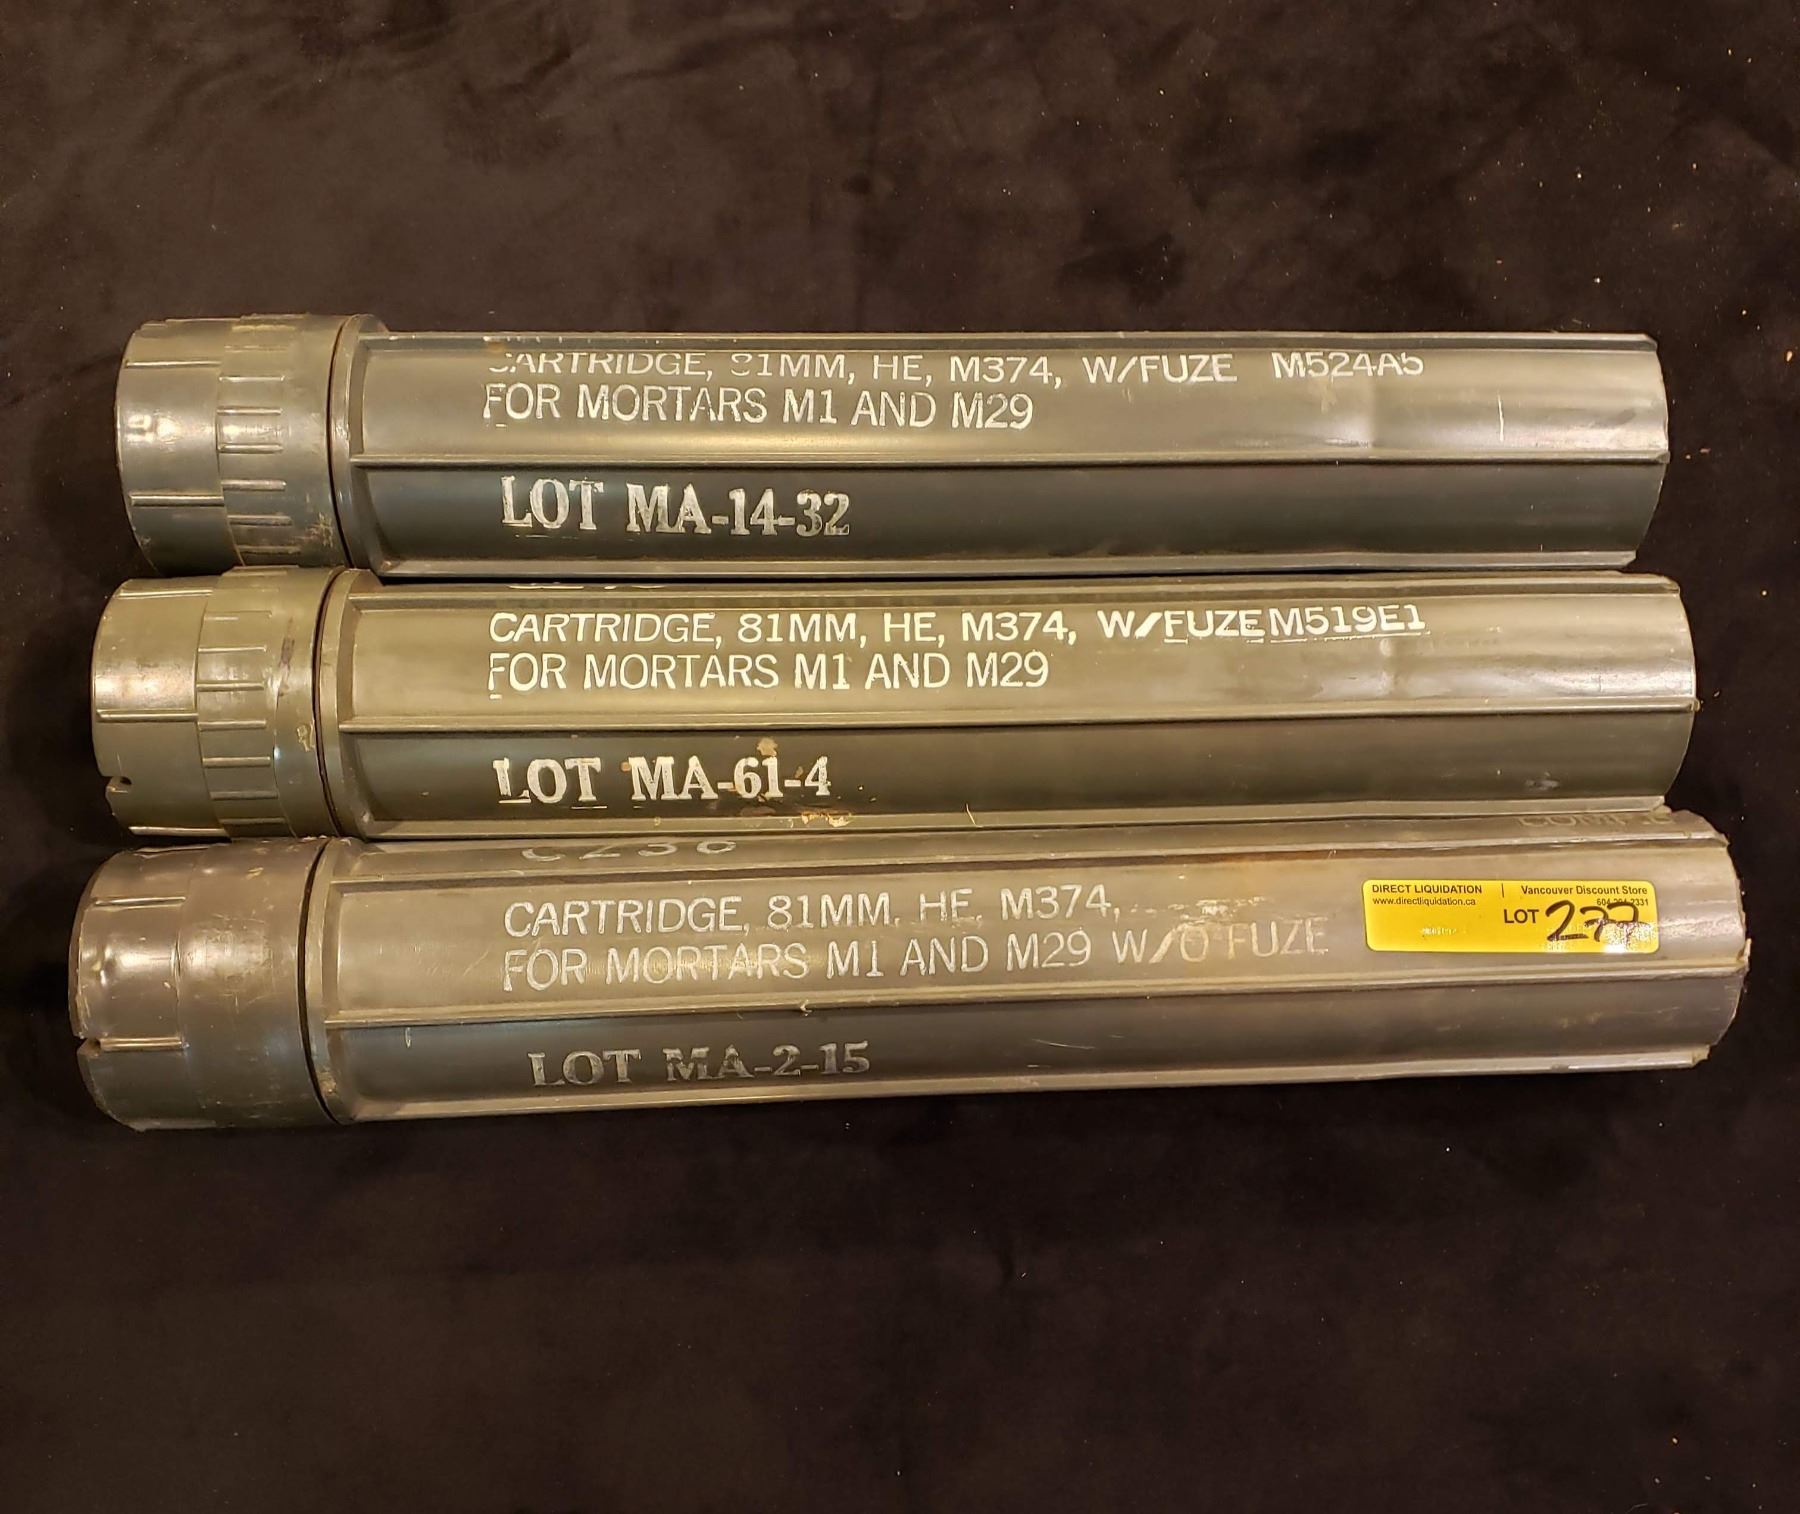 CARTRIDGE, 81MM, HE, M374, W/FUZE M524A5
FOR MORTARS M1 AND M29
LOT MA-14-32
CARTRIDGE, 81MM, HE, M374, W/FUZE M519E1
FOR MORTARS M1 AND M29
LOT MA-61-4
C236
CARTRIDGE, 81MM, HE, M374,
FOR MORTARS M1 AND M29 W/O FUZE
LOT MA-2-15
DIRECT LIQUIDATION | Vancouver Discount Store
www.directliquidation.ca
LOT 277